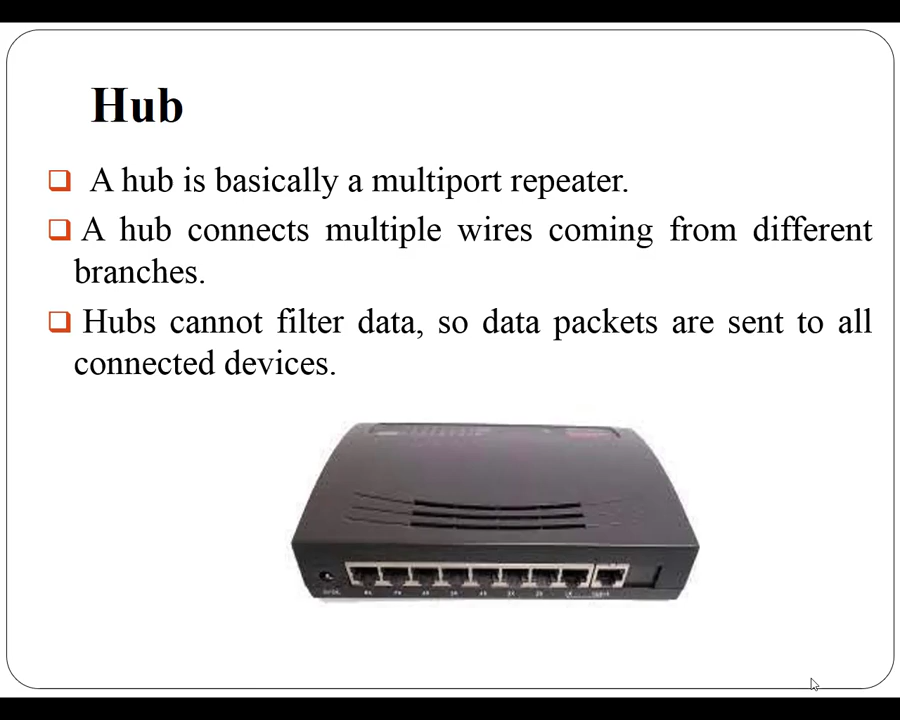 Hub
A hub is basically a multiport repeater.
A hub connects multiple wires coming from different
branches.
Hubs cannot filter data, so data packets are sent to all
connected devices.